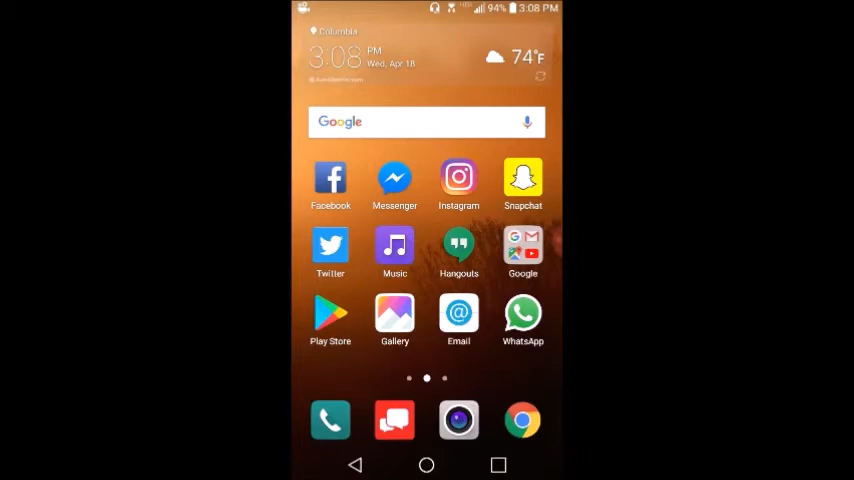 94% 3:08 PM
Columbia
3:08 PM
Wed, Apr 18
74°F
Google
Facebook Messenger Instagram Snapchat
Twitter Music Hangouts Google
Play Store Gallery Email WhatsApp